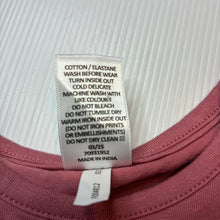 COTTON / ELASTANE
WASH BEFORE WEAR
TURN INSIDE OUT
COLD DELICATE
MACHINE WASH WITH
LIKE COLOURS
DO NOT BLEACH
DO NOT TUMBLE DRY
WARM IRON INSIDE OUT
(DO NOT IRON PRINTS
OR EMBELLISHMENTS)
DO NOT DRY CLEAN
03/25
70931952
MADE IN INDIA